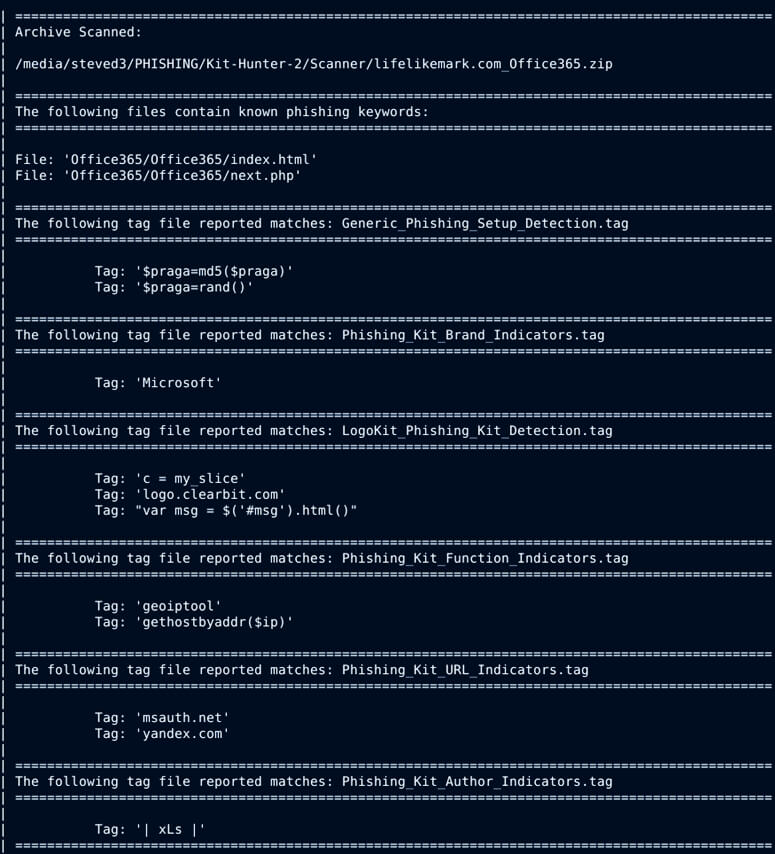 | ===============================================================================================
| Archive Scanned:
|
| /media/steved3/PHISHING/Kit-Hunter-2/Scanner/lifelikemark.com_Office365.zip
|
| ===============================================================================================
| The following files contain known phishing keywords:
| ===============================================================================================
|
| File: 'Office365/Office365/index.html'
| File: 'Office365/Office365/next.php'
|
| ===============================================================================================
| The following tag file reported matches: Generic_Phishing_Setup_Detection.tag
| ===============================================================================================
|
|           Tag: '$praga=md5($praga)'
|           Tag: '$praga=rand()'
|
| ===============================================================================================
| The following tag file reported matches: Phishing_Kit_Brand_Indicators.tag
| ===============================================================================================
|
|           Tag: 'Microsoft'
|
| ===============================================================================================
| The following tag file reported matches: LogoKit_Phishing_Kit_Detection.tag
| ===============================================================================================
|
|           Tag: 'c = my_slice'
|           Tag: 'logo.clearbit.com'
|           Tag: "var msg = $('#msg').html()"
|
| ===============================================================================================
| The following tag file reported matches: Phishing_Kit_Function_Indicators.tag
| ===============================================================================================
|
|           Tag: 'geoiptool'
|           Tag: 'gethostbyaddr($ip)'
|
| ===============================================================================================
| The following tag file reported matches: Phishing_Kit_URL_Indicators.tag
| ===============================================================================================
|
|           Tag: 'msauth.net'
|           Tag: 'yandex.com'
|
| ===============================================================================================
| The following tag file reported matches: Phishing_Kit_Author_Indicators.tag
| ===============================================================================================
|
|           Tag: '| xLs |'
| ===============================================================================================